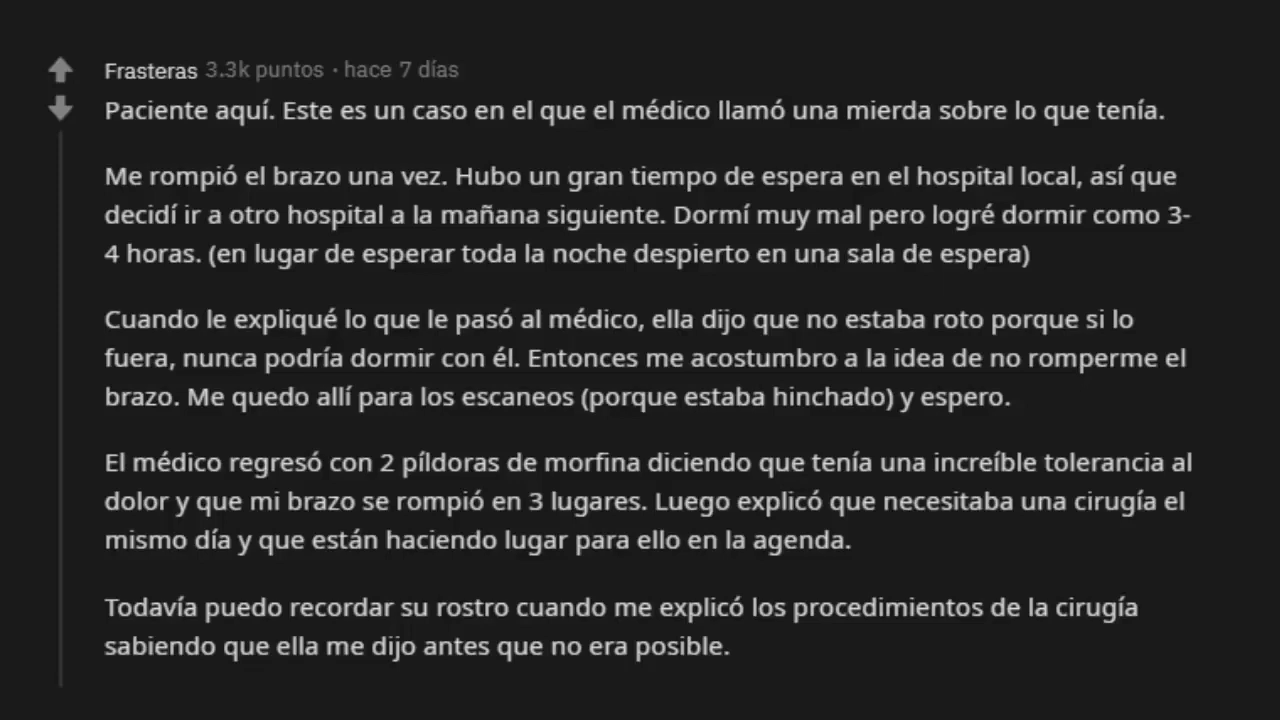 Frasteras 3.3k puntos · hace 7 días
Paciente aquí. Este es un caso en el que el médico llamó una mierda sobre lo que tenía.
Me rompió el brazo una vez. Hubo un gran tiempo de espera en el hospital local, así que
decidí ir a otro hospital a la mañana siguiente. Dormí muy mal pero logré dormir como 3-
4 horas. (en lugar de esperar toda la noche despierto en una sala de espera)
Cuando le expliqué lo que le pasó al médico, ella dijo que no estaba roto porque si lo
fuera, nunca podría dormir con él. Entonces me acostumbro a la idea de no romperme el
brazo. Me quedo allí para los escaneos (porque estaba hinchado) y espero.
El médico regresó con 2 píldoras de morfina diciendo que tenía una increíble tolerancia al
dolor y que mi brazo se rompió en 3 lugares. Luego explicó que necesitaba una cirugía el
mismo día y que están haciendo lugar para ello en la agenda.
Todavía puedo recordar su rostro cuando me explicó los procedimientos de la cirugía
sabiendo que ella me dijo antes que no era posible.